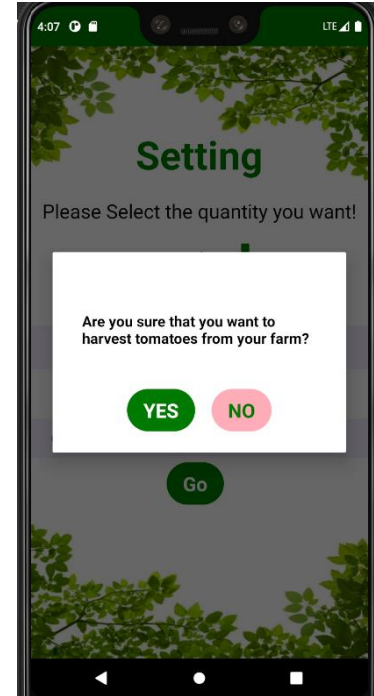 4:07
LTE
Setting
Please Select the quantity you want!
Are you sure that you want to
harvest tomatoes from your farm?
YES
NO
Go